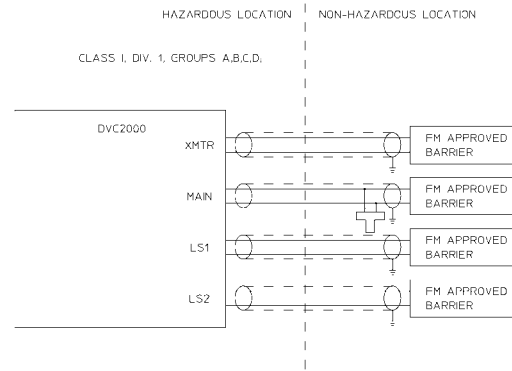 HAZARDOUS LOCATION
NON-HAZARDOUS LOCATION
CLASS I, DIV. 1, GROUPS A,B,C,D,
DVC2000
XMTR
FM APPROVED
BARRIER
MAIN
FM APPROVED
BARRIER
LS1
FM APPROVED
BARRIER
LS2
FM APPROVED
BARRIER